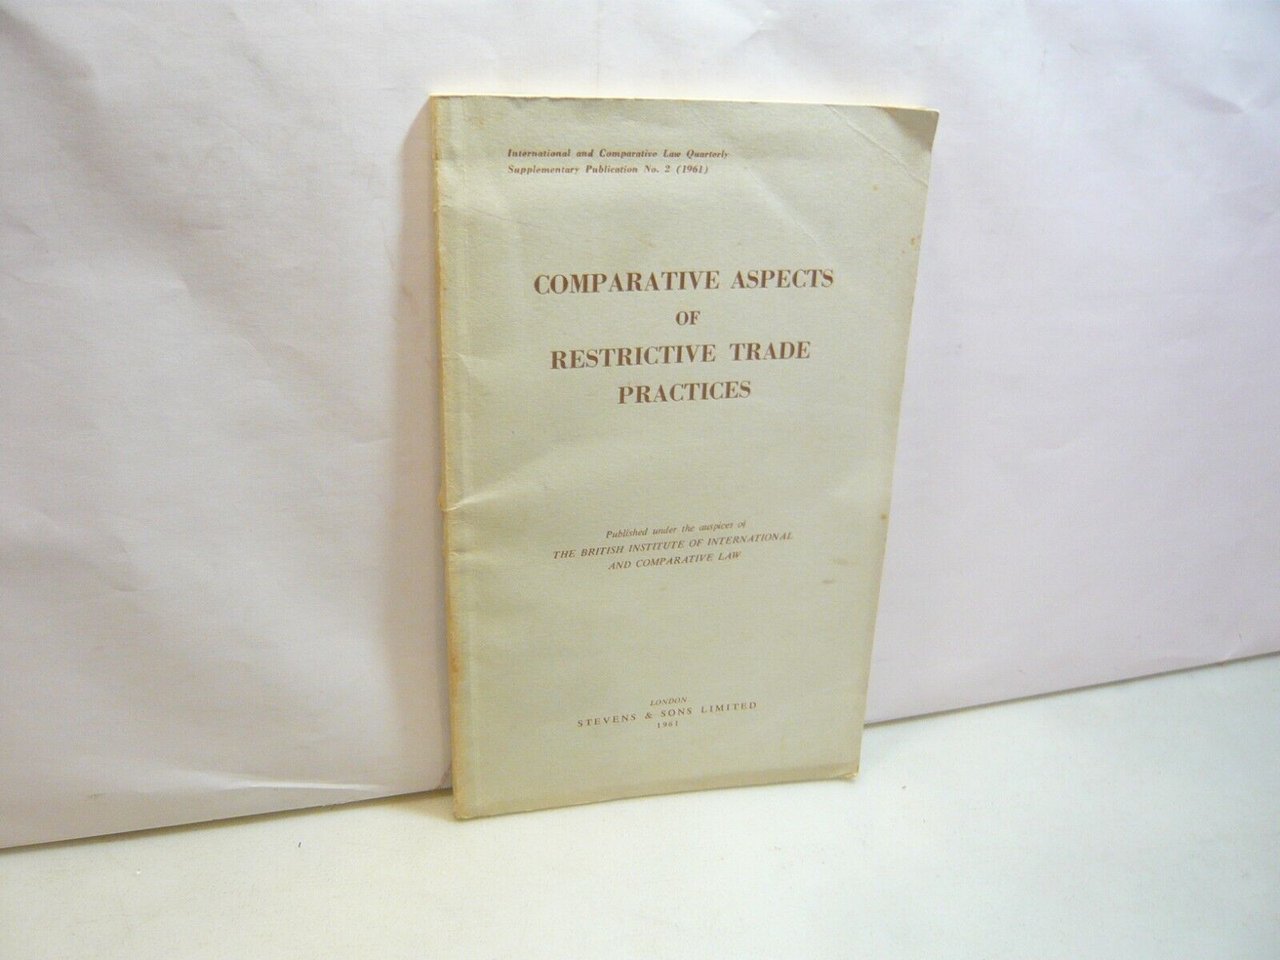 International and Comparative Law Quarterly
Supplementary Publication No. 2 (1961)
COMPARATIVE ASPECTS
OF
RESTRICTIVE TRADE
PRACTICES
Published under the auspices of
THE BRITISH INSTITUTE OF INTERNATIONAL
AND COMPARATIVE LAW
LONDON
STEVENS & SONS LIMITED
1961